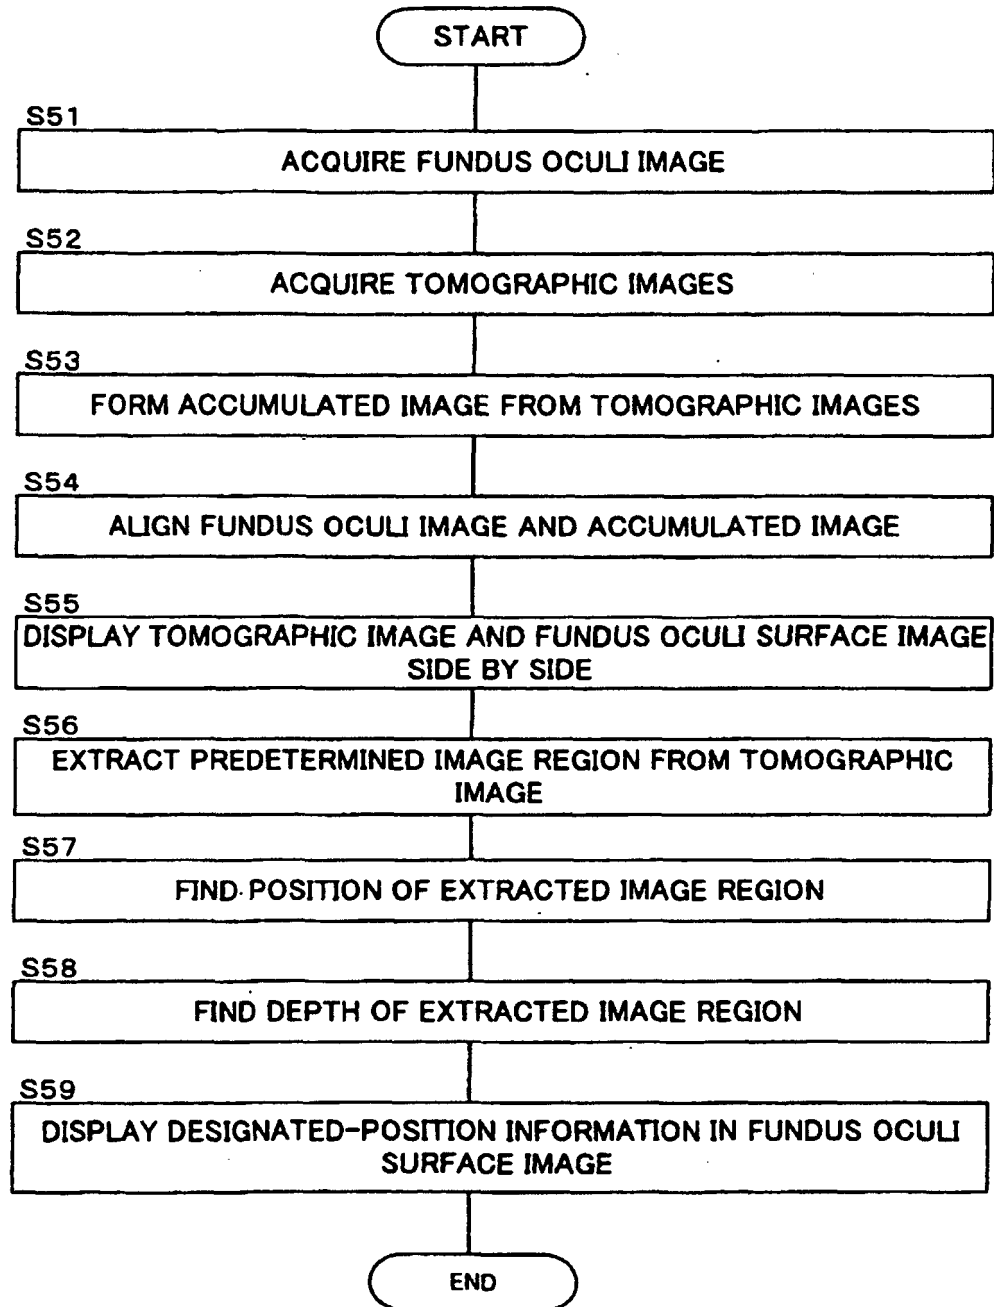 START
S51
ACQUIRE FUNDUS OCULI IMAGE
S52
ACQUIRE TOMOGRAPHIC IMAGES
S53
FORM ACCUMULATED IMAGE FROM TOMOGRAPHIC IMAGES
S54
ALIGN FUNDUS OCULI IMAGE AND ACCUMULATED IMAGE
S55
DISPLAY TOMOGRAPHIC IMAGE AND FUNDUS OCULI SURFACE IMAGE
SIDE BY SIDE
S56
EXTRACT PREDETERMINED IMAGE REGION FROM TOMOGRAPHIC
IMAGE
S57
FIND POSITION OF EXTRACTED IMAGE REGION
S58
FIND DEPTH OF EXTRACTED IMAGE REGION
S59
DISPLAY DESIGNATED-POSITION INFORMATION IN FUNDUS OCULI
SURFACE IMAGE
END